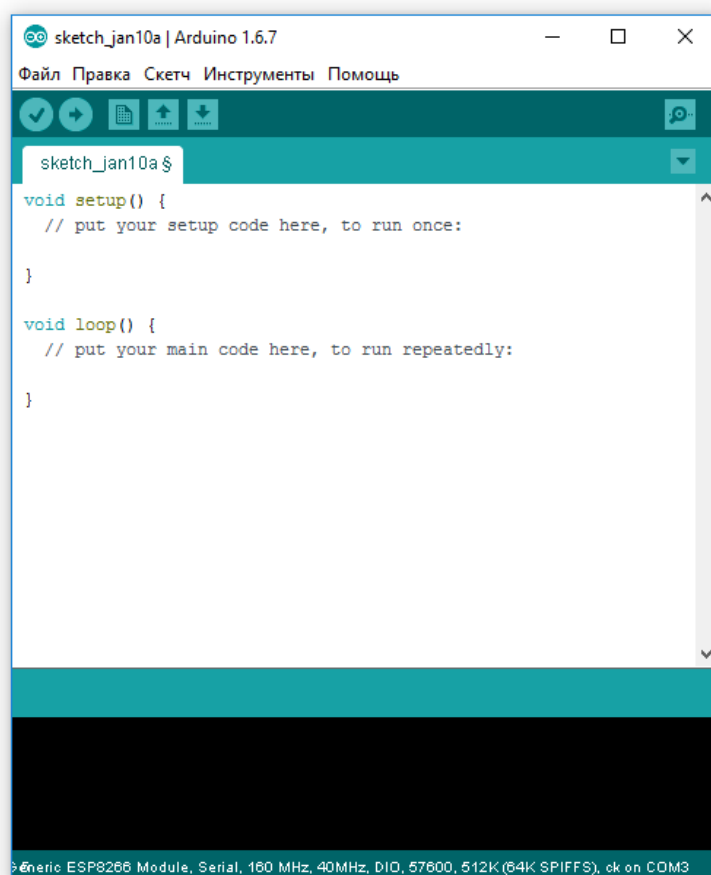 sketch_jan10a | Arduino 1.6.7
Файл Правка Скетч Инструменты Помощь
sketch_jan10a §
void setup() {
  // put your setup code here, to run once:
}
void loop() {
  // put your main code here, to run repeatedly:
}
Generic ESP8266 Module, Serial, 160 MHz, 40MHz, DIO, 57600, 512K (64K SPIFFS), ck on COM3